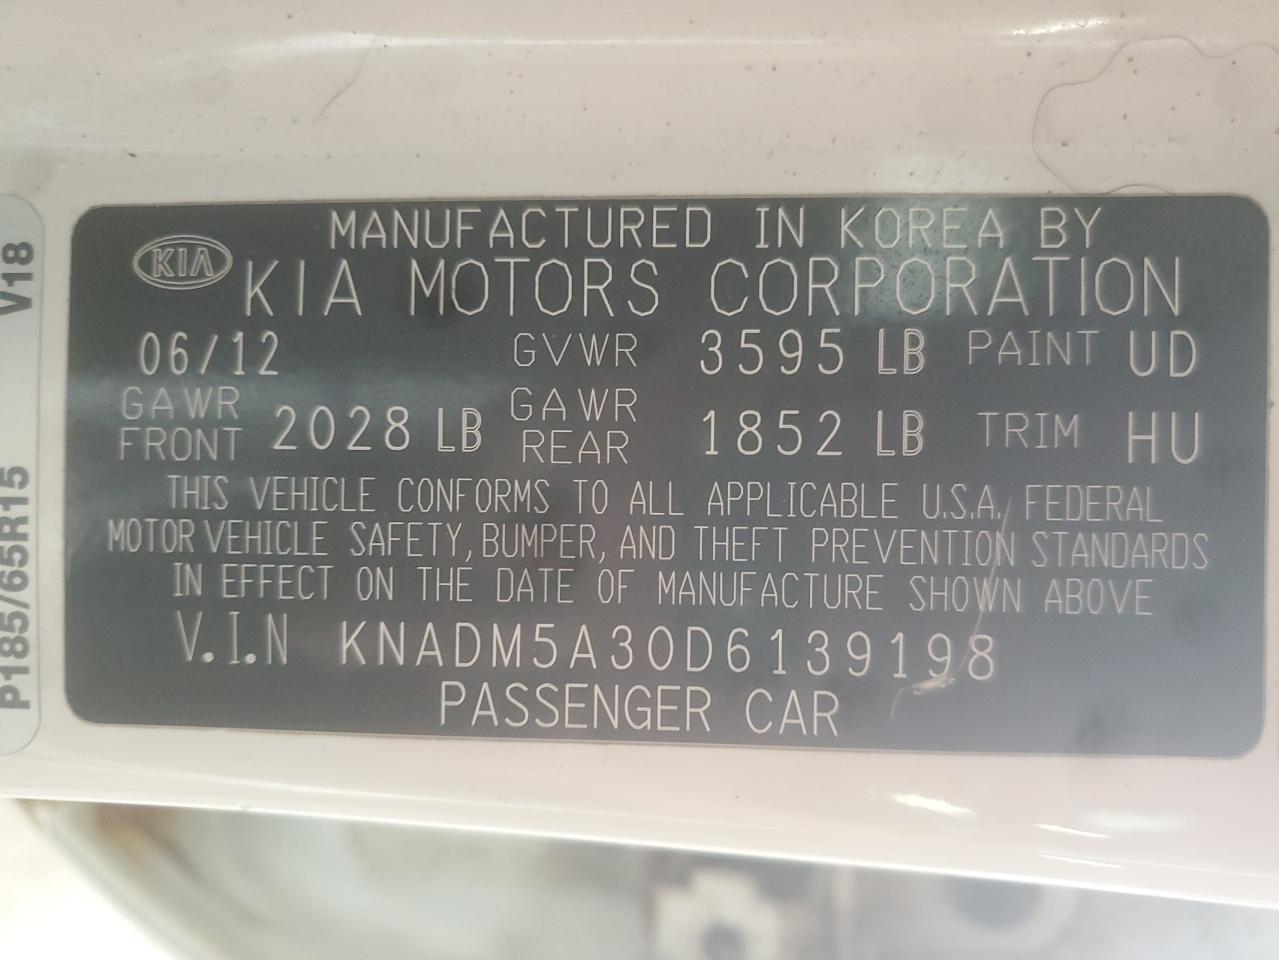 MANUFACTURED IN KOREA BY
KIA
KIA MOTORS CORPORATION
06/12 GVWR 3595 LB PAINT UD
GAWR FRONT 2028 LB GAWR REAR 1852 LB TRIM HU
THIS VEHICLE CONFORMS TO ALL APPLICABLE U.S.A. FEDERAL
MOTOR VEHICLE SAFETY, BUMPER, AND THEFT PREVENTION STANDARDS
IN EFFECT ON THE DATE OF MANUFACTURE SHOWN ABOVE
V.I.N KNADM5A30D6139198
PASSENGER CAR
P185/65R15 V18